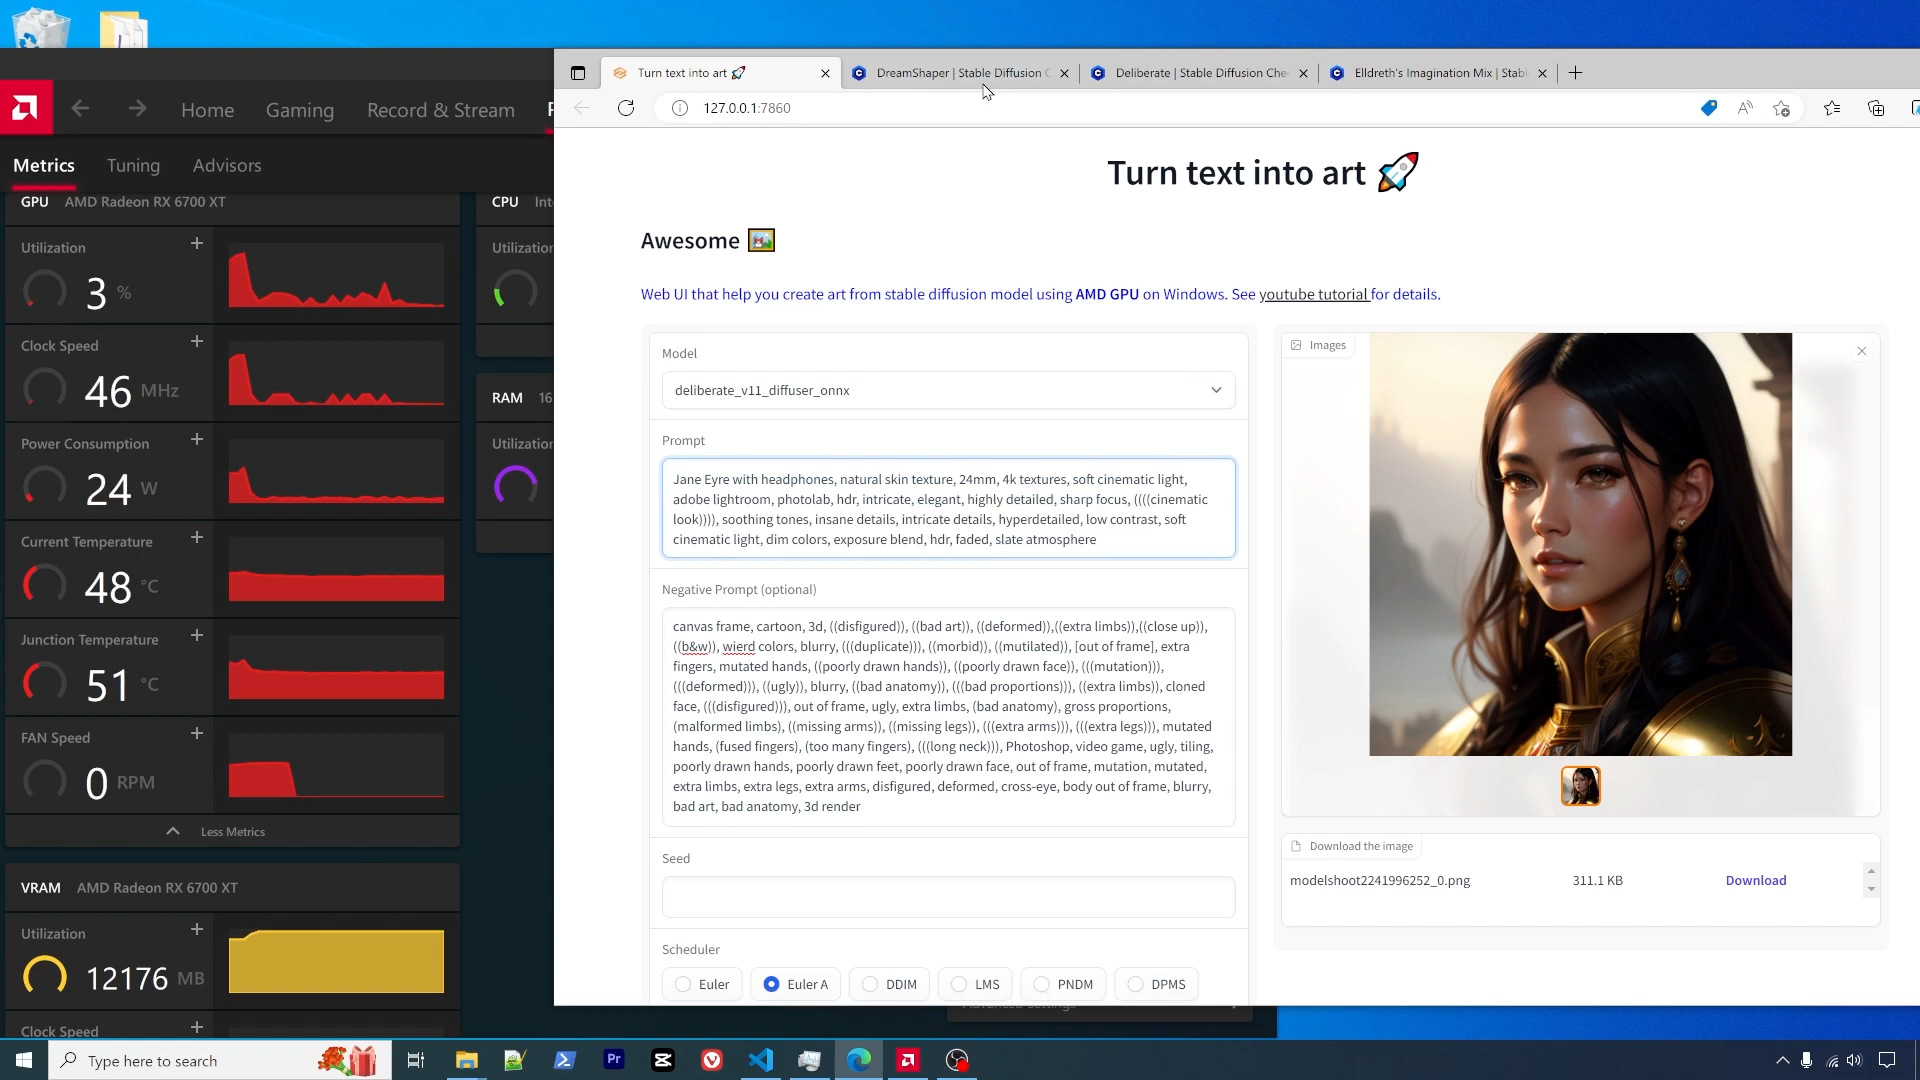 Home Gaming Record & Stream
Metrics Tuning Advisors
GPU AMD Radeon RX 6700 XT
Utilization
3 %
Clock Speed
46 MHz
Power Consumption
24 W
Current Temperature
48 °C
Junction Temperature
51 °C
FAN Speed
0 RPM
Less Metrics
VRAM AMD Radeon RX 6700 XT
Utilization
12176 MB
Clock Speed
CPU
Utilization
RAM 16
Utilization
Turn text into art 🚀
DreamShaper | Stable Diffusion C
Deliberate | Stable Diffusion Che
Elldreth's Imagination Mix | Stabl
127.0.0.1:7860
Turn text into art 🚀
Awesome 🖼️
Web UI that help you create art from stable diffusion model using AMD GPU on Windows. See youtube tutorial for details.
Model
deliberate_v11_diffuser_onnx
Prompt
Jane Eyre with headphones, natural skin texture, 24mm, 4k textures, soft cinematic light,
adobe lightroom, photolab, hdr, intricate, elegant, highly detailed, sharp focus, ((((cinematic
look)))), soothing tones, insane details, intricate details, hyperdetailed, low contrast, soft
cinematic light, dim colors, exposure blend, hdr, faded, slate atmosphere
Negative Prompt (optional)
canvas frame, cartoon, 3d, ((disfigured)), ((bad art)), ((deformed)),((extra limbs)),((close up)),
((b&w)), wierd colors, blurry, (((duplicate))), ((morbid)), ((mutilated)), [out of frame], extra
fingers, mutated hands, ((poorly drawn hands)), ((poorly drawn face)), (((mutation))),
(((deformed))), ((ugly)), blurry, ((bad anatomy)), (((bad proportions))), ((extra limbs)), cloned
face, (((disfigured))), out of frame, ugly, extra limbs, (bad anatomy), gross proportions,
(malformed limbs), ((missing arms)), ((missing legs)), (((extra arms))), (((extra legs))), mutated
hands, (fused fingers), (too many fingers), (((long neck))), Photoshop, video game, ugly, tiling,
poorly drawn hands, poorly drawn feet, poorly drawn face, out of frame, mutation, mutated,
extra limbs, extra legs, extra arms, disfigured, deformed, cross-eye, body out of frame, blurry,
bad art, bad anatomy, 3d render
Seed
Scheduler
Euler Euler A DDIM LMS PNDM DPMS
Images
Download the image
modelshoot2241996252_0.png 311.1 KB Download
Type here to search
Pr